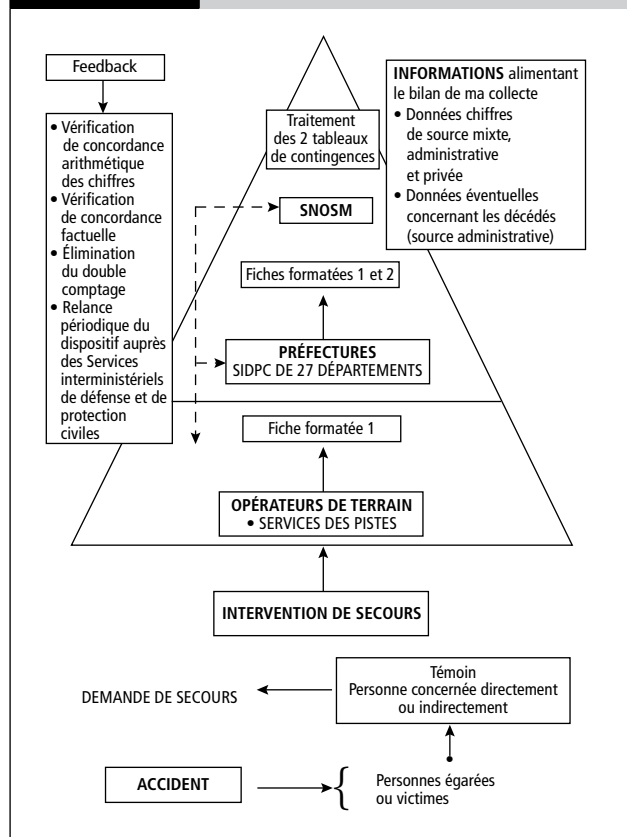 Feedback
• Vérification
de concordance
arithmétique
des chiffres
• Vérification
de concordance
factuelle
• Élimination
du double
comptage
• Relance
périodique du
dispositif auprès
des Services
interministériels
de défense et de
protection
civiles
Traitement
des 2 tableaux
de contingences
INFORMATIONS alimentant
le bilan de ma collecte
• Données chiffres
de source mixte,
administrative
et privée
• Données éventuelles
concernant les décédés
(source administrative)
SNOSM
Fiches formatées 1 et 2
PRÉFECTURES
SIDPC DE 27 DÉPARTEMENTS
Fiche formatée 1
OPÉRATEURS DE TERRAIN
• SERVICES DES PISTES
INTERVENTION DE SECOURS
Témoin
Personne concernée directement
ou indirectement
DEMANDE DE SECOURS
ACCIDENT
Personnes égarées
ou victimes